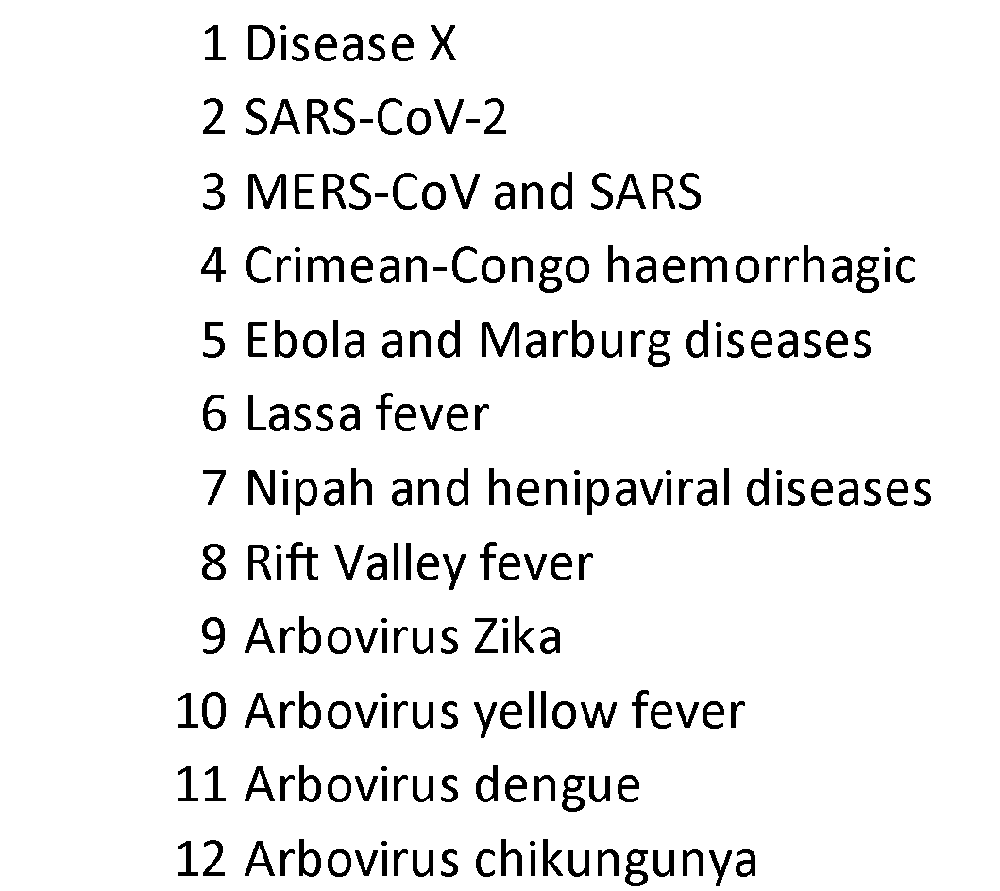 1 Disease X
2 SARS-CoV-2
3 MERS-CoV and SARS
4 Crimean-Congo haemorrhagic
5 Ebola and Marburg diseases
6 Lassa fever
7 Nipah and henipaviral diseases
8 Rift Valley fever
9 Arbovirus Zika
10 Arbovirus yellow fever
11 Arbovirus dengue
12 Arbovirus chikungunya